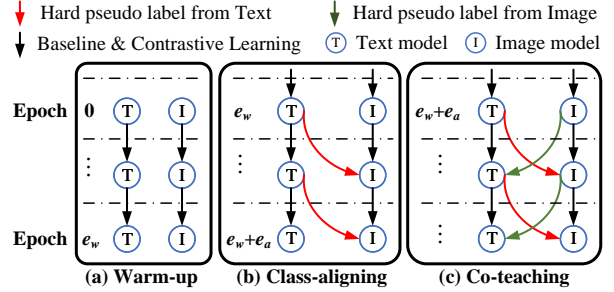 Hard pseudo label from Text Hard pseudo label from Image
Baseline & Contrastive Learning T Text model I Image model
Epoch 0 T I e_w T I e_w+e_a T I
⋮ T I ⋮ T I ⋮ T I
Epoch e_w T I e_w+e_a T I ⋮ T I
(a) Warm-up (b) Class-aligning (c) Co-teaching